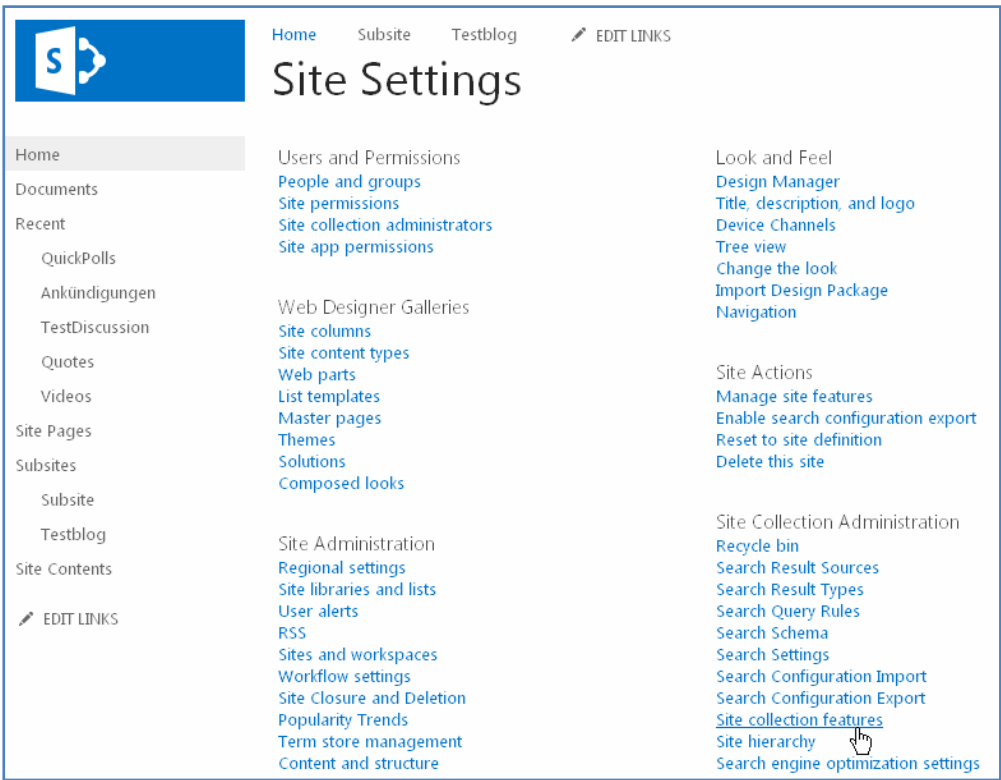 S
Home Subsite Testblog EDIT LINKS
Site Settings
Home
Documents
Recent
QuickPolls
Ankündigungen
TestDiscussion
Quotes
Videos
Site Pages
Subsites
Subsite
Testblog
Site Contents
EDIT LINKS
Users and Permissions
People and groups
Site permissions
Site collection administrators
Site app permissions
Web Designer Galleries
Site columns
Site content types
Web parts
List templates
Master pages
Themes
Solutions
Composed looks
Site Administration
Regional settings
Site libraries and lists
User alerts
RSS
Sites and workspaces
Workflow settings
Site Closure and Deletion
Popularity Trends
Term store management
Content and structure
Look and Feel
Design Manager
Title, description, and logo
Device Channels
Tree view
Change the look
Import Design Package
Navigation
Site Actions
Manage site features
Enable search configuration export
Reset to site definition
Delete this site
Site Collection Administration
Recycle bin
Search Result Sources
Search Result Types
Search Query Rules
Search Schema
Search Settings
Search Configuration Import
Search Configuration Export
Site collection features
Site hierarchy
Search engine optimization settings